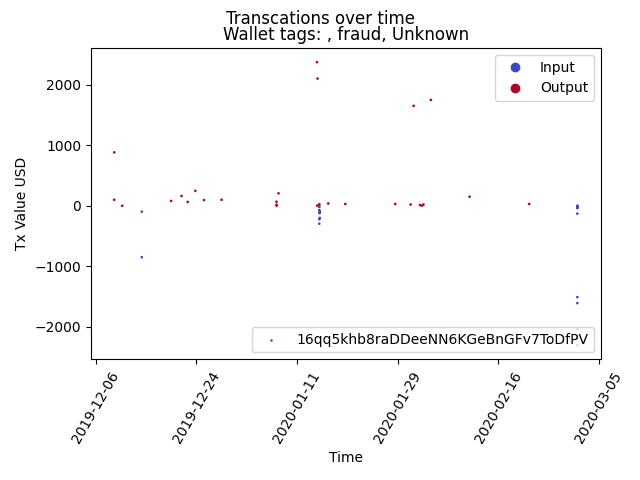 Transcations over time
Wallet tags: , fraud, Unknown
Input
Output
Tx Value USD
2000
1000
0
−1000
−2000
16qq5khb8raDDeeNN6KGeBnGFv7ToDfPV
2019-12-06
2019-12-24
2020-01-11
2020-01-29
2020-02-16
2020-03-05
Time